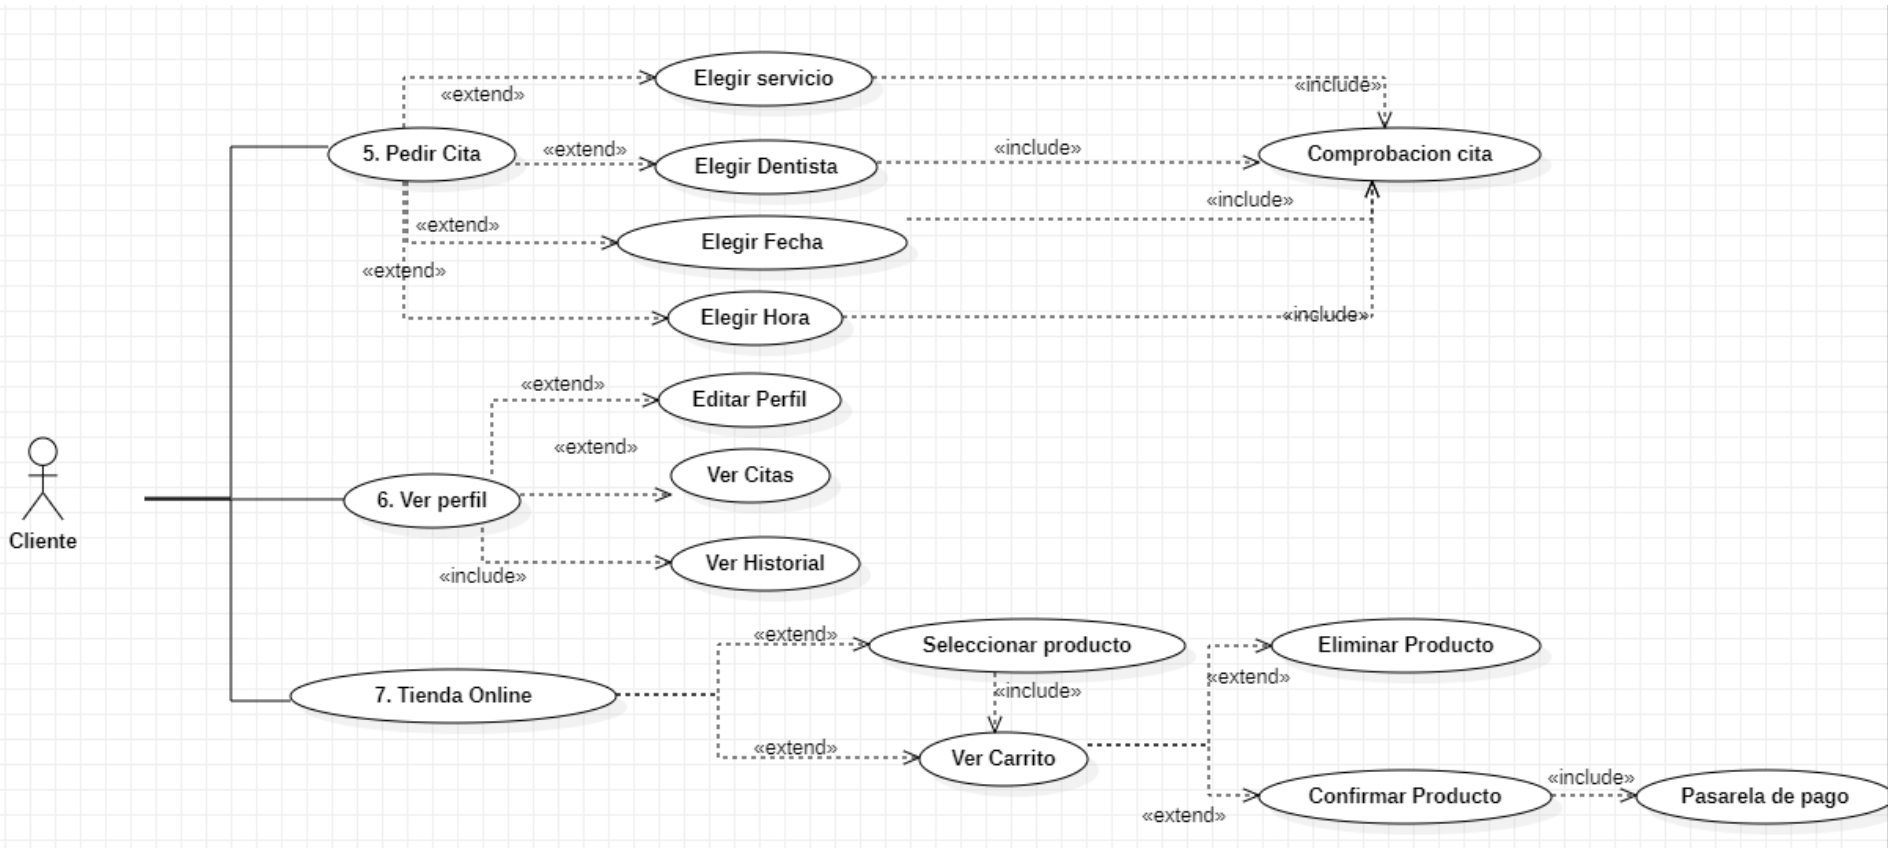 Elegir servicio
«extend»
«include»
5. Pedir Cita
«extend»
Elegir Dentista
«include»
Comprobacion cita
«include»
«extend»
Elegir Fecha
«extend»
Elegir Hora
«include»
«extend»
Editar Perfil
«extend»
Ver Citas
6. Ver perfil
Cliente
Ver Historial
«include»
«extend»
Seleccionar producto
Eliminar Producto
«extend»
«include»
7. Tienda Online
«extend»
Ver Carrito
«include»
Confirmar Producto
Pasarela de pago
«extend»